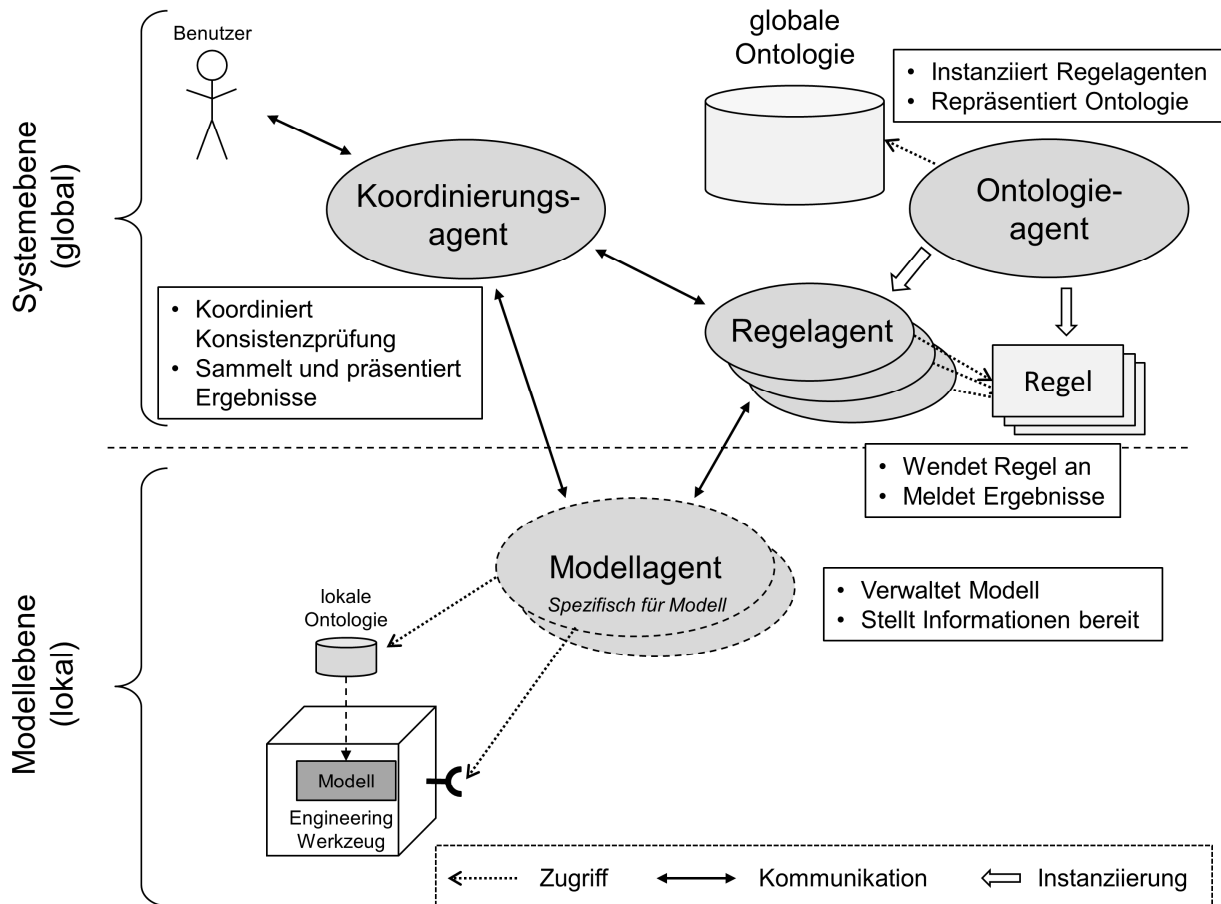 Systemebene
(global)
Benutzer
globale
Ontologie
• Instanziiert Regelagenten
• Repräsentiert Ontologie
Koordinierungs-
agent
Ontologie-
agent
• Koordiniert
Konsistenzprüfung
• Sammelt und präsentiert
Ergebnisse
Regelagent
Regel
• Wendet Regel an
• Meldet Ergebnisse
Modellebene
(lokal)
Modellagent
Spezifisch für Modell
• Verwaltet Modell
• Stellt Informationen bereit
lokale
Ontologie
Modell
Engineering
Werkzeug
Zugriff
Kommunikation
Instanziierung